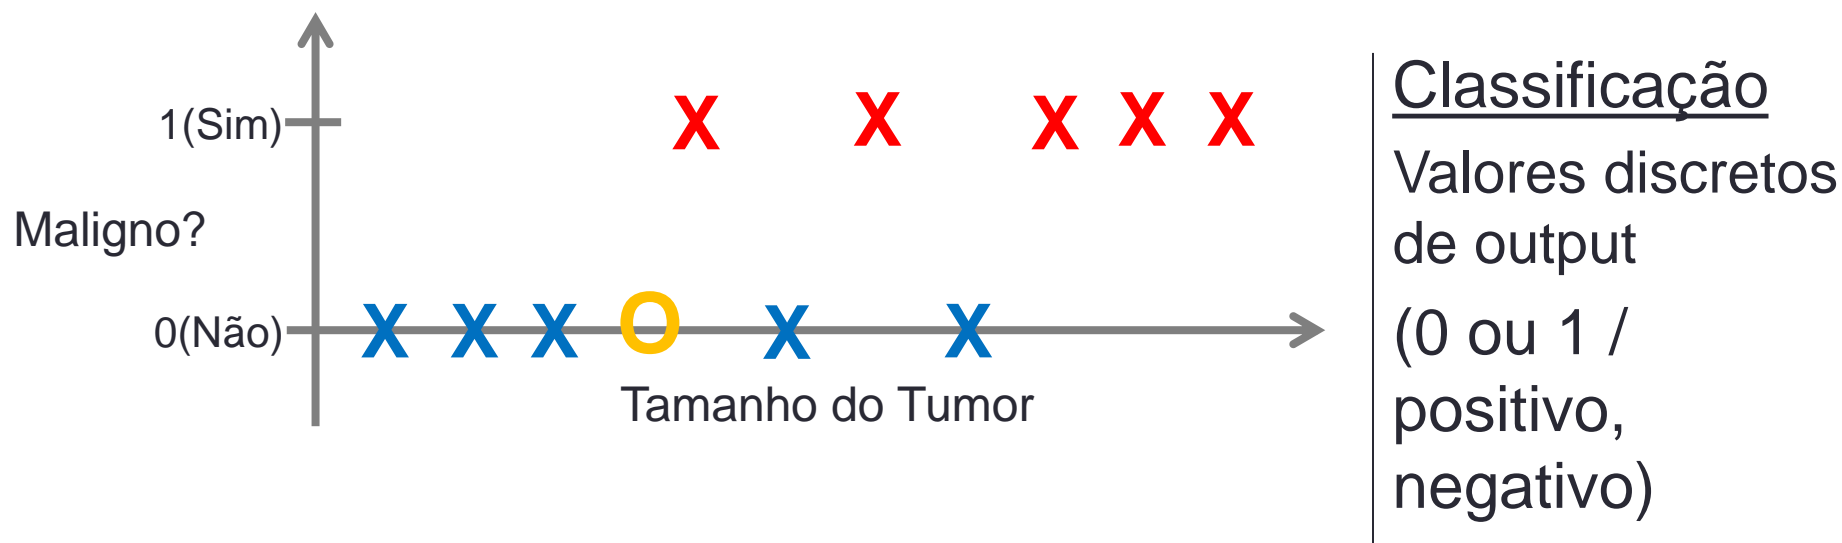 1(Sim)
X X X X X
Maligno?
0(Não)
X X X O X X
Tamanho do Tumor
Classificação
Valores discretos
de output
(0 ou 1 /
positivo,
negativo)